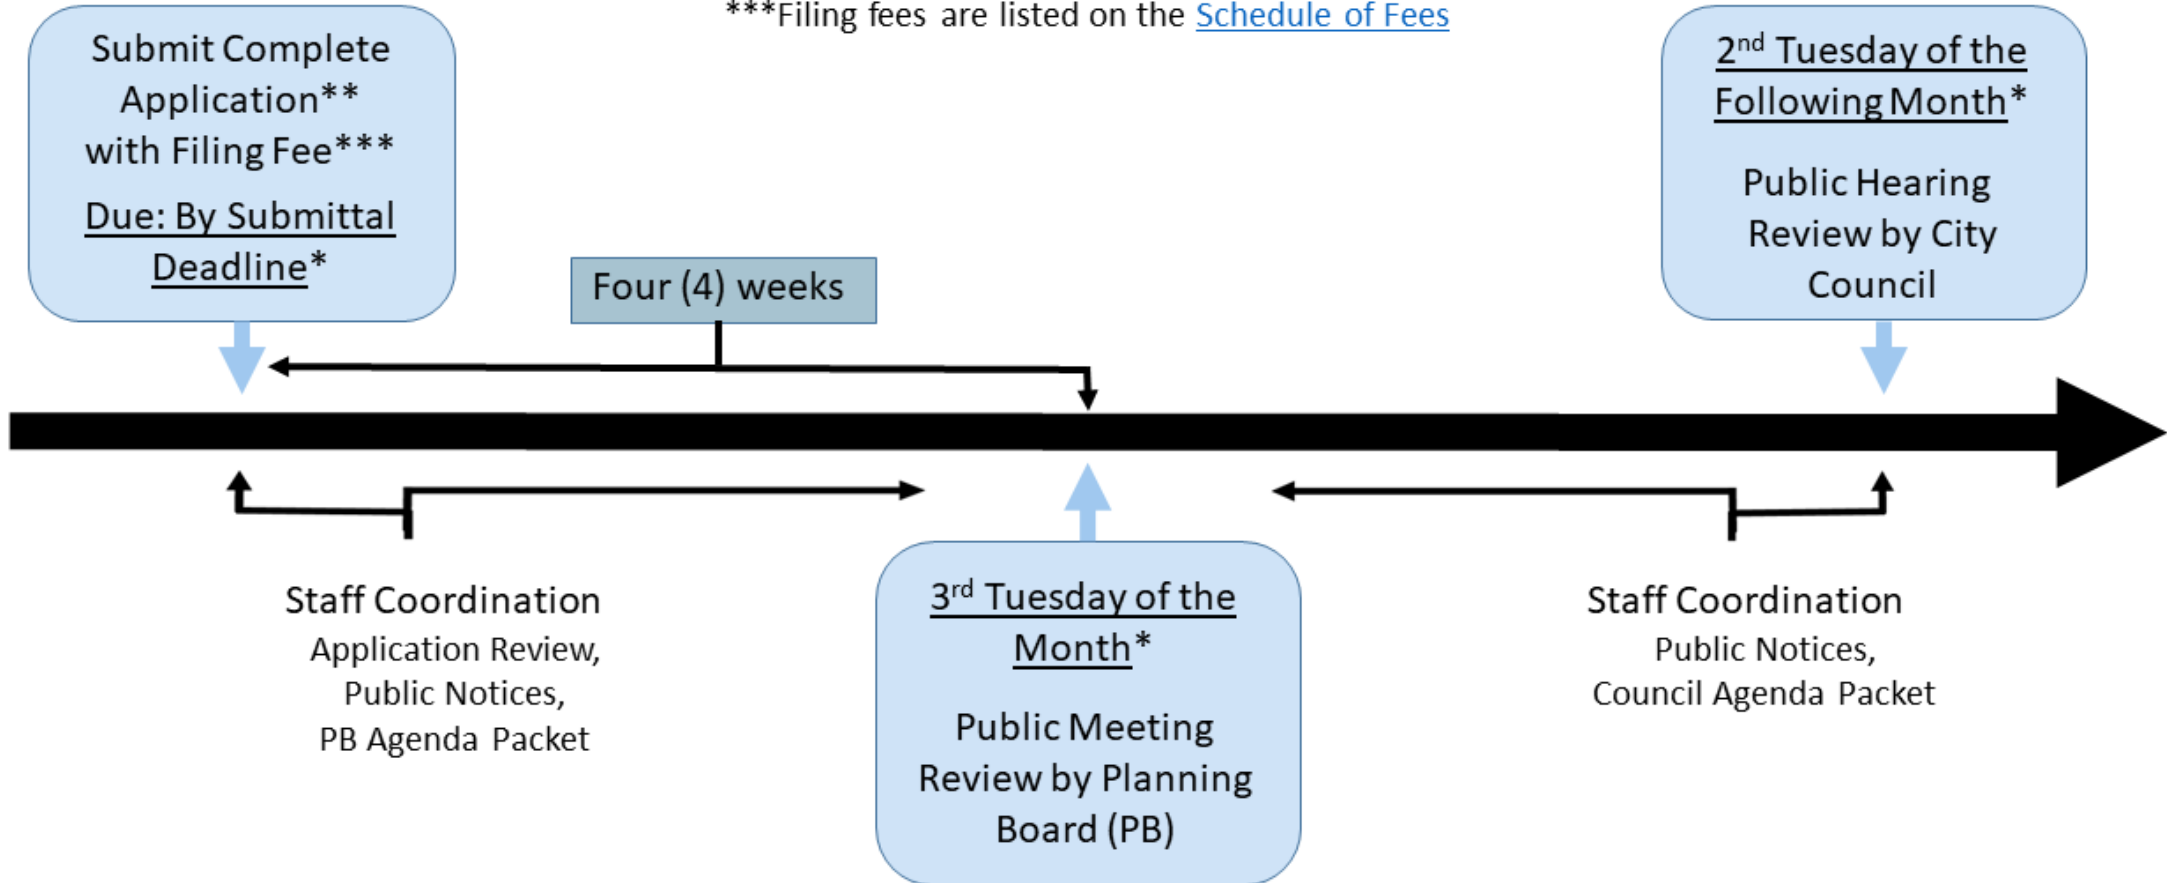 ***Filing fees are listed on the Schedule of Fees
Submit Complete
Application**
with Filing Fee***
Due: By Submittal
Deadline*
Four (4) weeks
2nd Tuesday of the
Following Month*
Public Hearing
Review by City
Council
Staff Coordination
Application Review,
Public Notices,
PB Agenda Packet
3rd Tuesday of the
Month*
Public Meeting
Review by Planning
Board (PB)
Staff Coordination
Public Notices,
Council Agenda Packet